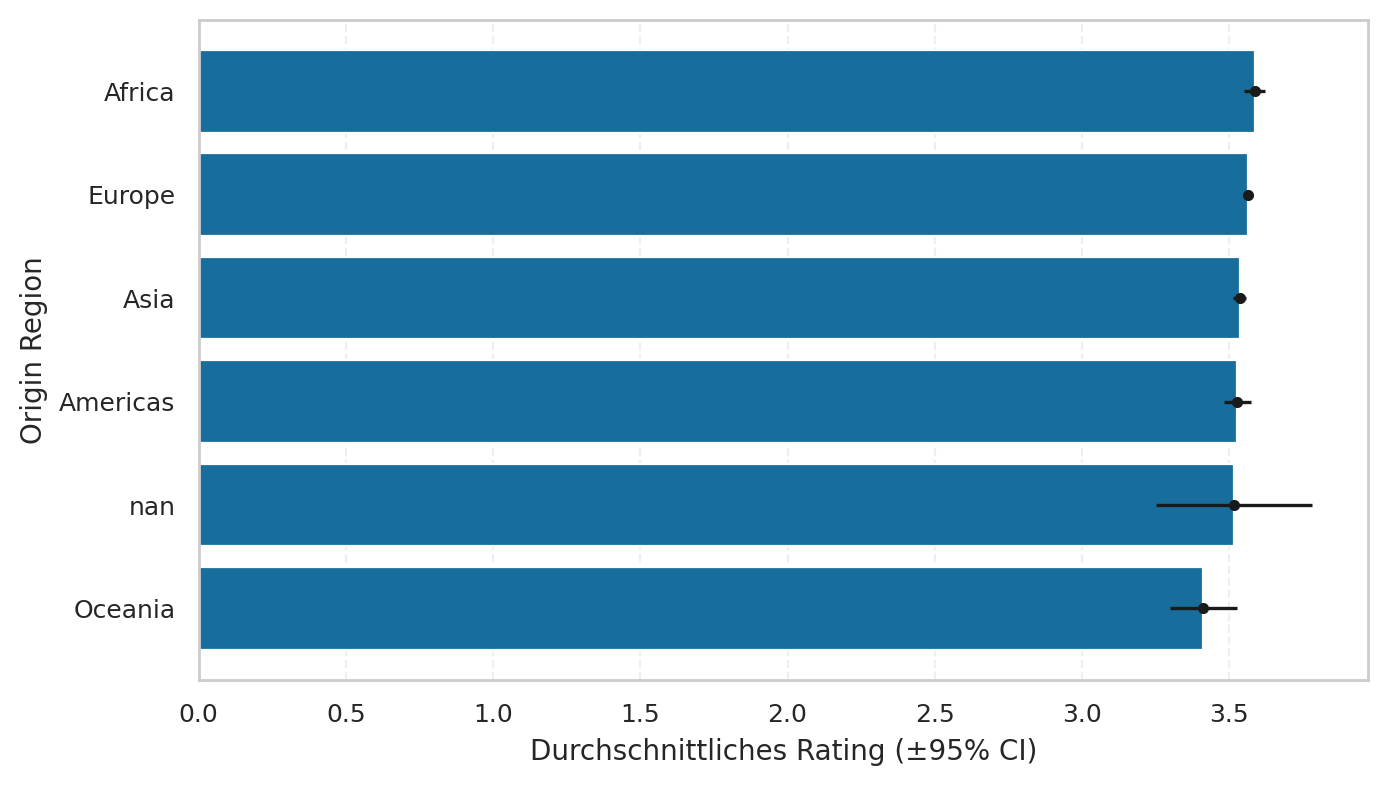 Origin Region
Africa
Europe
Asia
Americas
nan
Oceania
0.0 0.5 1.0 1.5 2.0 2.5 3.0 3.5
Durchschnittliches Rating (±95% CI)